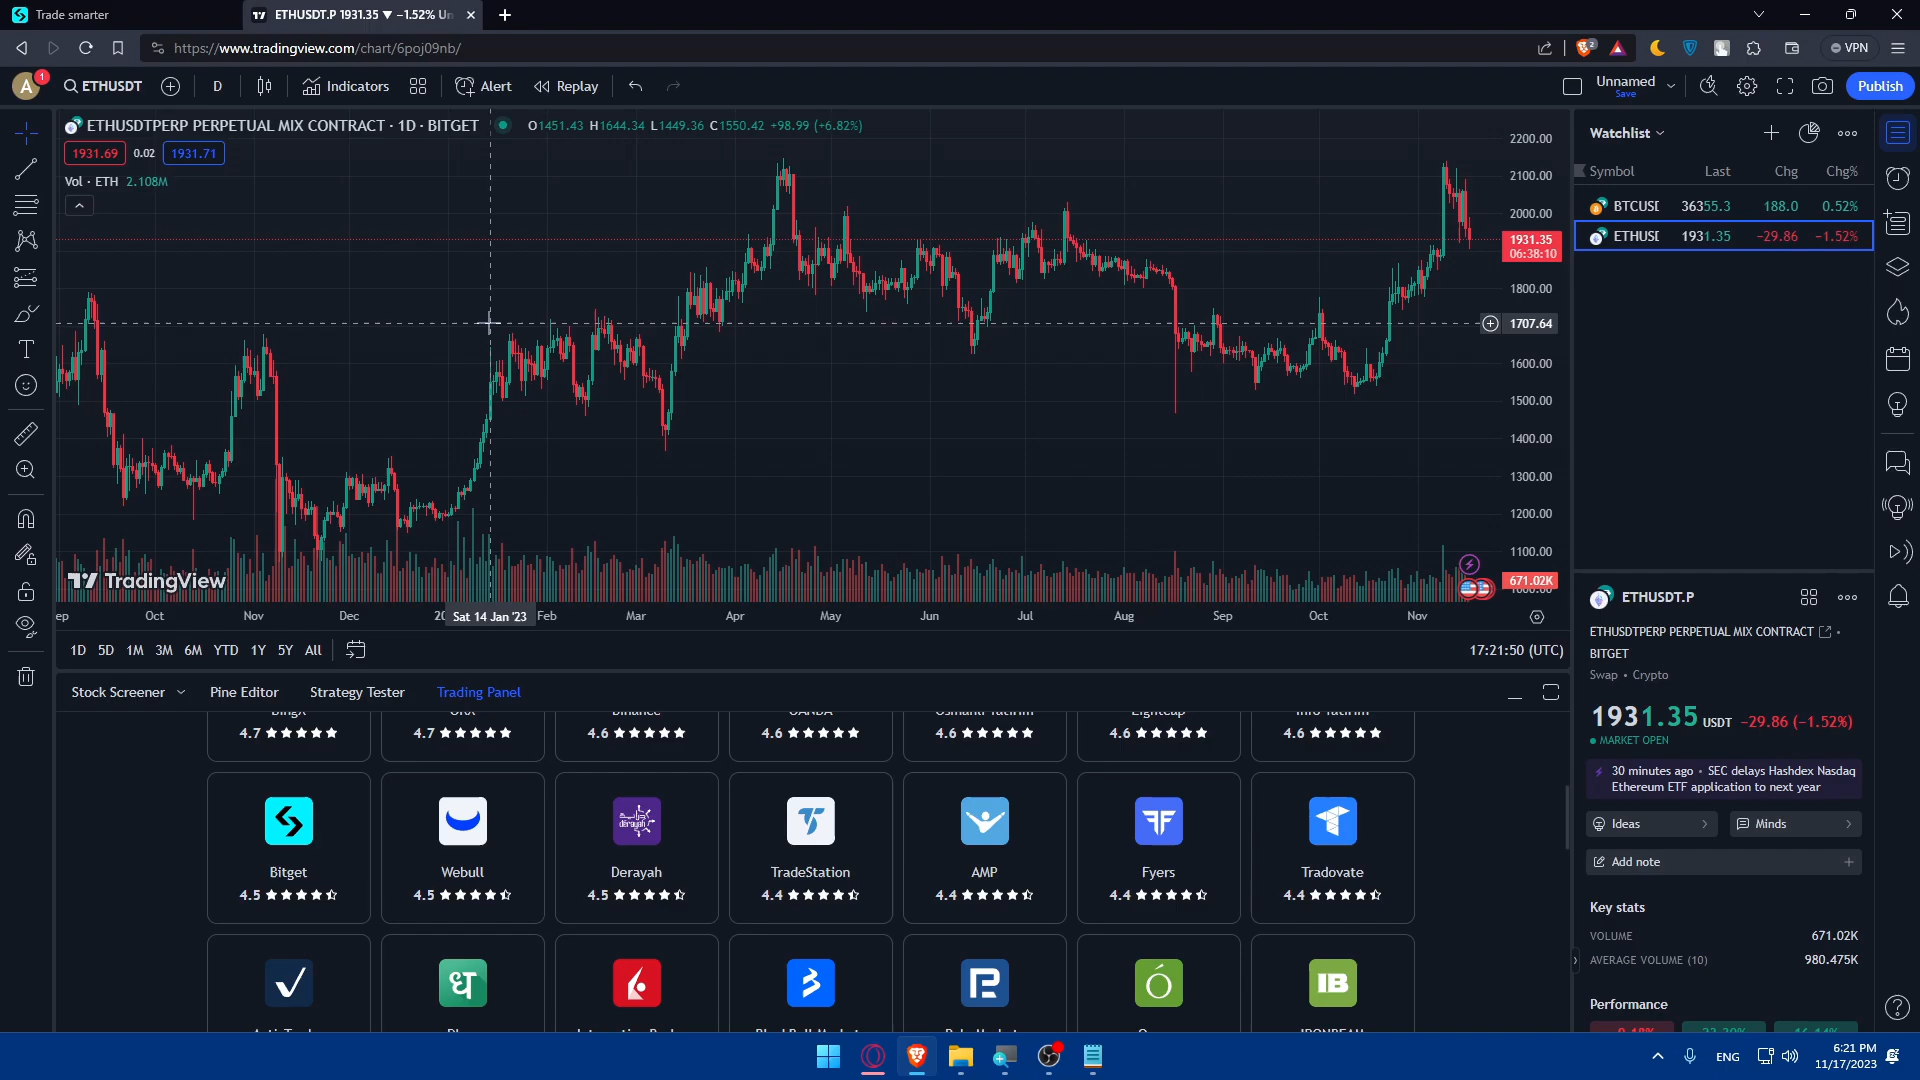 Trade smarter
ETHUSDT.P 1931.35 ▼ −1.52% Un
https://www.tradingview.com/chart/6poj09nb/
2
VPN
A
1
ETHUSDT
D
Indicators
Alert
Replay
Unnamed
Save
Publish
ETHUSDTPERP PERPETUAL MIX CONTRACT · 1D · BITGET
O1451.43 H1644.34 L1449.36 C1550.42 +98.99 (+6.82%)
1931.69 0.02 1931.71
Vol · ETH 2.108M
2200.00
2100.00
2000.00
1931.35
06:38:10
1800.00
1707.64
1600.00
1500.00
1400.00
1300.00
1200.00
1100.00
671.02K
TradingView
Oct Nov Dec Sat 14 Jan '23 Feb Mar Apr May Jun Jul Aug Sep Oct Nov
1D 5D 1M 3M 6M YTD 1Y 5Y All
17:21:50 (UTC)
Stock Screener Pine Editor Strategy Tester Trading Panel
4.7 4.7 4.6 4.6 4.6 4.6 4.6
Bitget Webull Derayah TradeStation AMP Fyers Tradovate
4.5 4.5 4.5 4.4 4.4 4.4 4.4
ध
IB
Watchlist
Symbol Last Chg Chg%
BTCUSI 36355.3 188.0 0.52%
ETHUSI 1931.35 −29.86 −1.52%
ETHUSDT.P
ETHUSDTPERP PERPETUAL MIX CONTRACT
BITGET
Swap • Crypto
1931.35 USDT −29.86 (−1.52%)
MARKET OPEN
30 minutes ago • SEC delays Hashdex Nasdaq
Ethereum ETF application to next year
Ideas
Minds
Add note
Key stats
VOLUME 671.02K
AVERAGE VOLUME (10) 980.475K
Performance
ENG
6:21 PM
11/17/2023